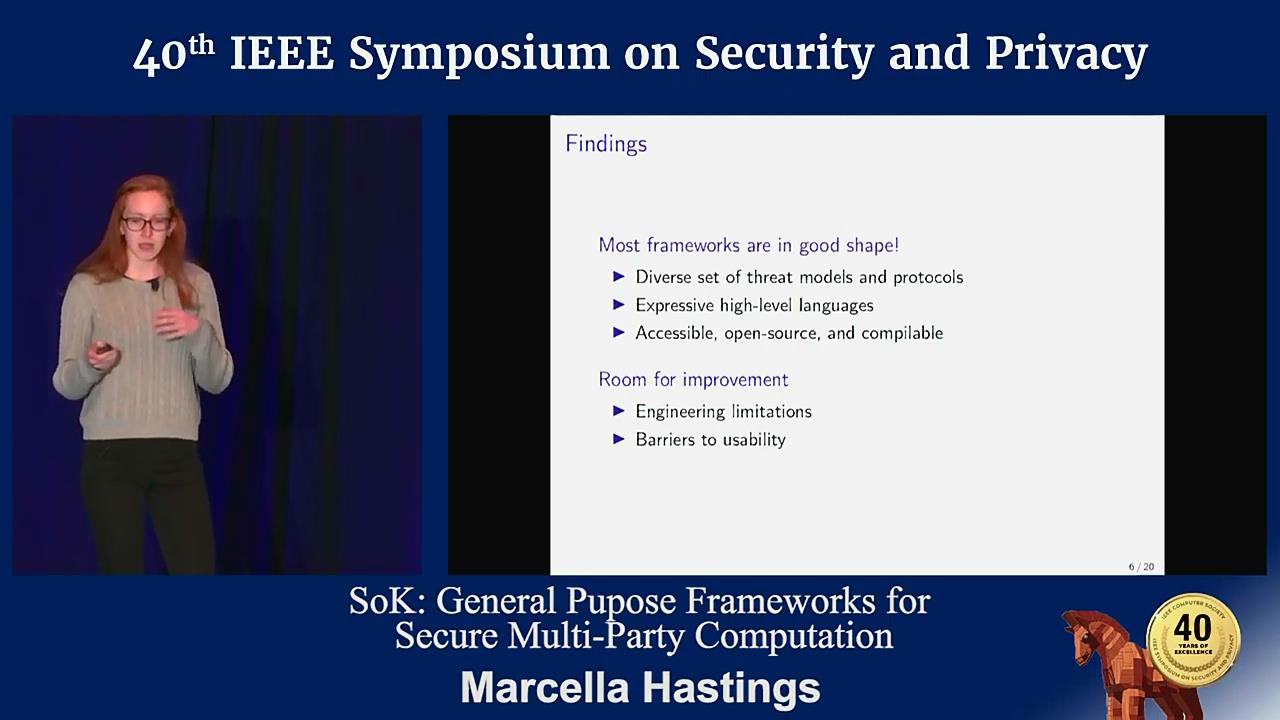 40th IEEE Symposium on Security and Privacy
Findings
Most frameworks are in good shape!
Diverse set of threat models and protocols
Expressive high-level languages
Accessible, open-source, and compilable
Room for improvement
Engineering limitations
Barriers to usability
6 / 20
SoK: General Pupose Frameworks for
Secure Multi-Party Computation
Marcella Hastings
IEEE COMPUTER SOCIETY
40
YEARS OF
EXCELLENCE
IEEE SYMPOSIUM ON SECURITY AND PRIVACY